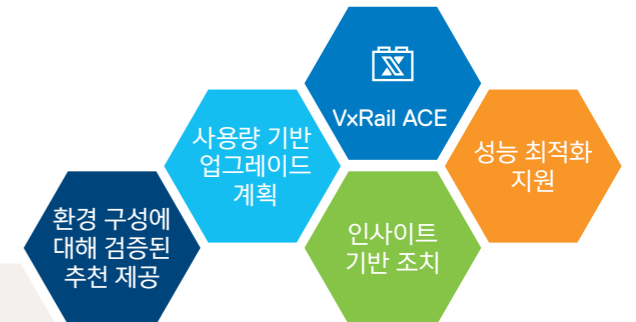 VxRail ACE
사용량 기반
업그레이드
계획
성능 최적화
지원
환경 구성에
대해 검증된
추천 제공
인사이트
기반 조치